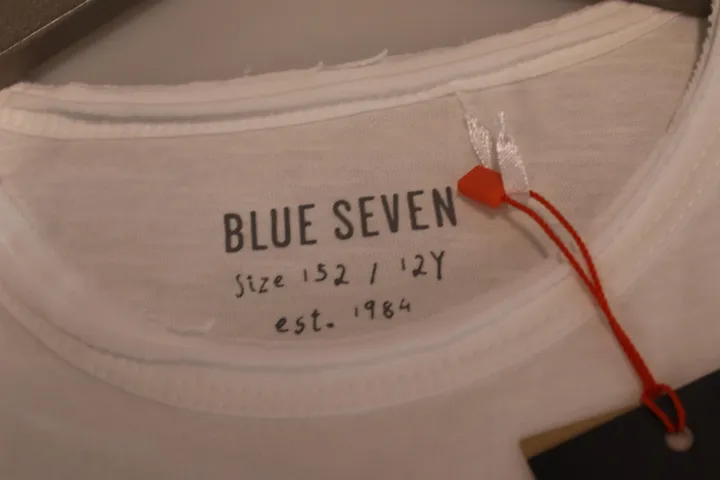 BLUE SEVEN
Size 152 / 12Y
est. 1984